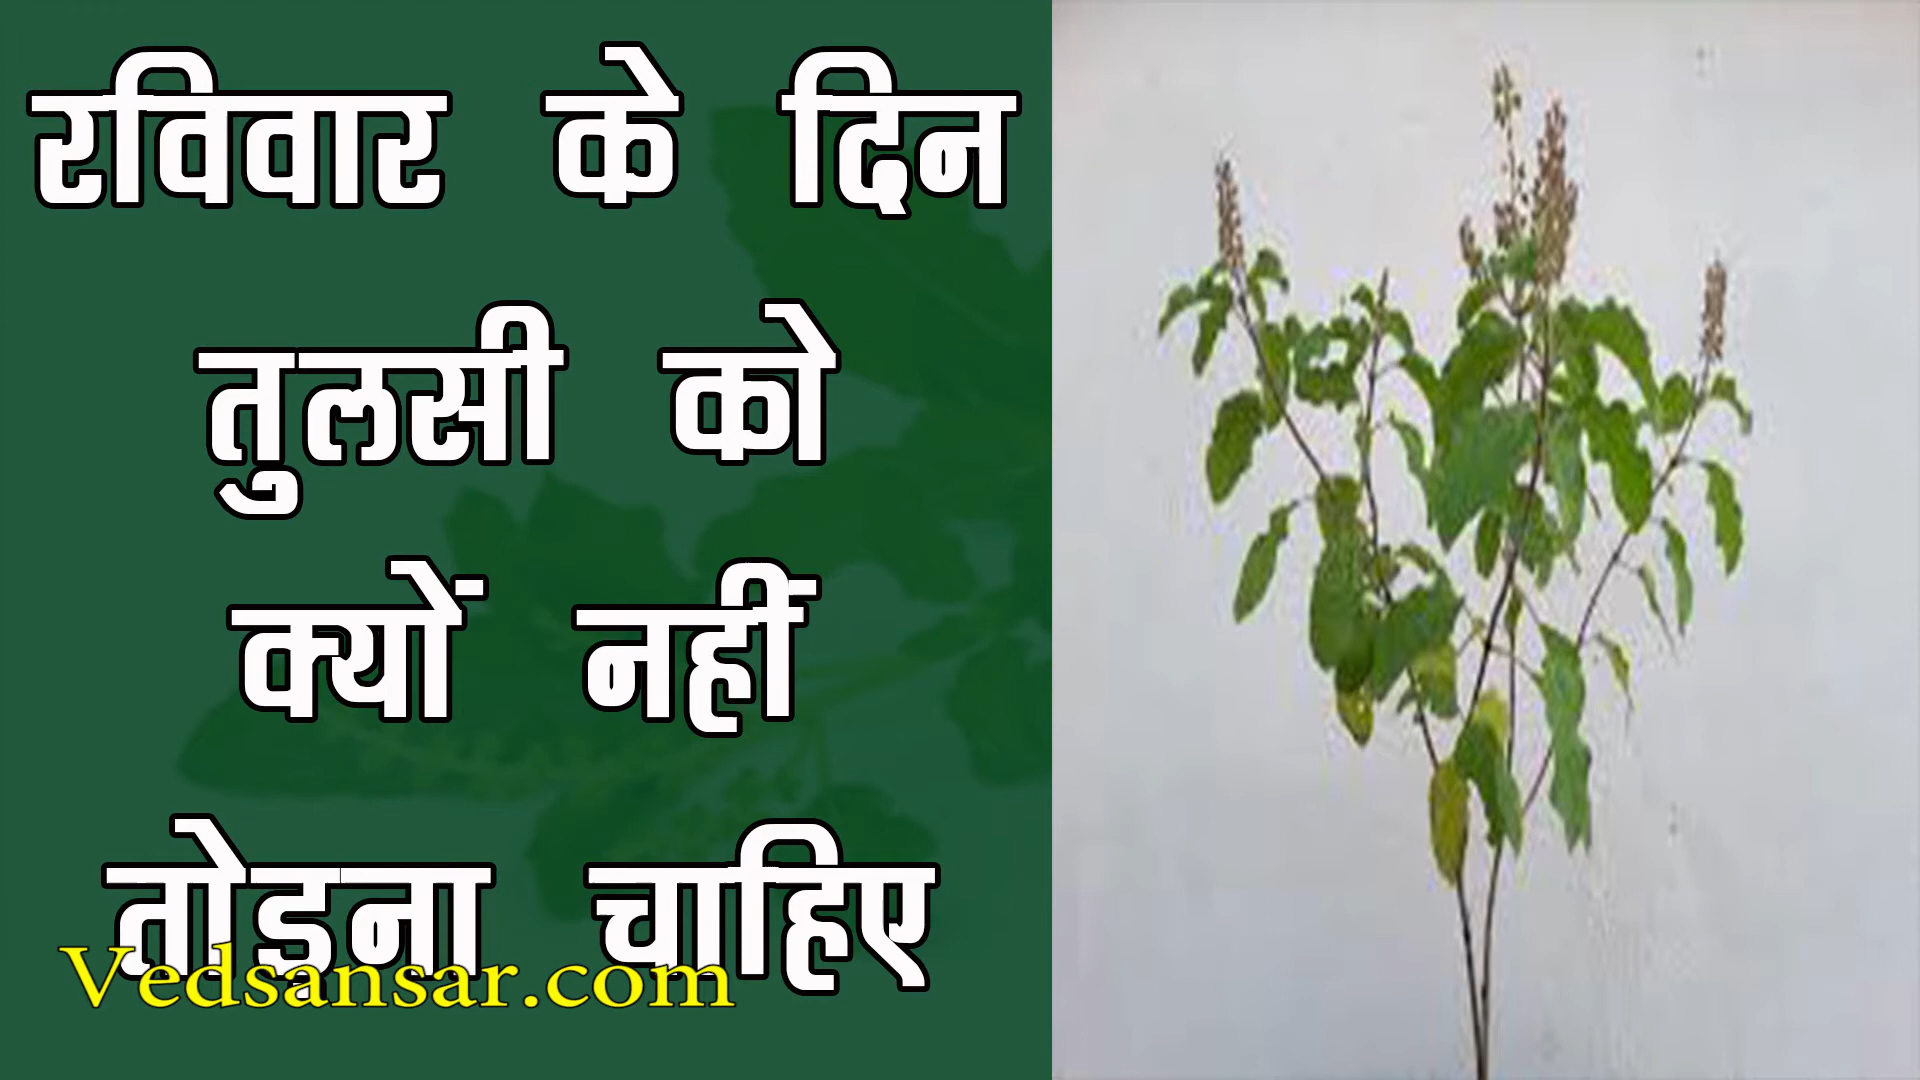 रविवार के दिन
तुलसी को
क्यों नहीं
तोड़ना चाहिए
Vedsansar.com